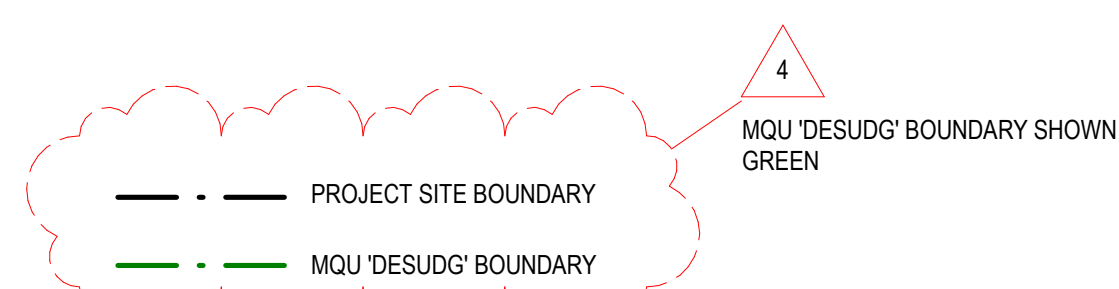 4
MQU 'DESUDG' BOUNDARY SHOWN
GREEN
PROJECT SITE BOUNDARY
MQU 'DESUDG' BOUNDARY